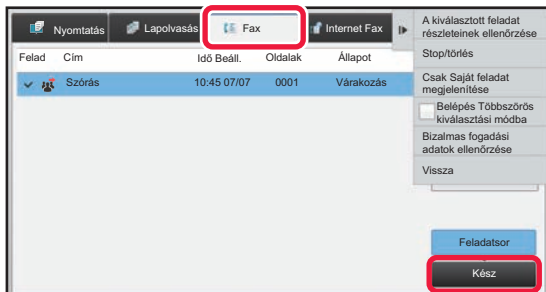 Nyomtatás
Lapolvasás
Fax
Internet Fax
A kiválasztott feladat
részleteinek ellenőrzése
Felad
Cím
Idő Beáll.
Oldalak
Állapot
Stop/törlés
Szórás
10:45 07/07
0001
Várakozás
Csak Saját feladat
megjelenítése
Belépés Többszörös
kiválasztási módba
Bizalmas fogadási
adatok ellenőrzése
Vissza
Feladatsor
Kész